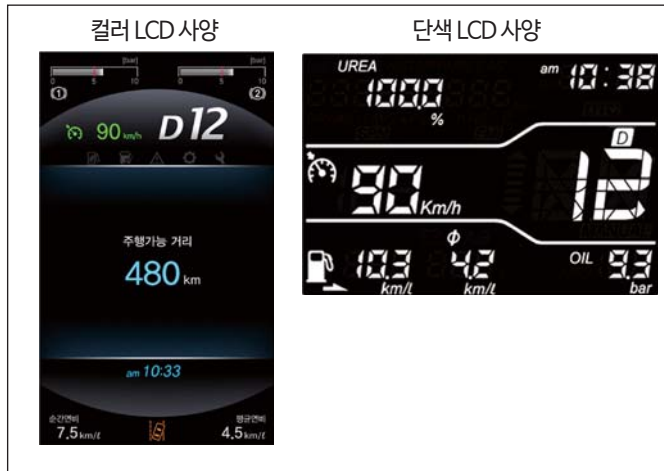 컬러 LCD 사양
[bar]
[bar]
0 5 10
0 5 10
(1)
(2)
90 km/h
D 12
주행가능 거리
480 km
am 10:33
순간연비
7.5 km/ℓ
평균연비
4.5 km/ℓ
단색 LCD 사양
UREA
100.0
%
am 10:38
D
90 Km/h
12
10.3
km/ℓ
Φ
4.2
km/ℓ
OIL 9.3
bar